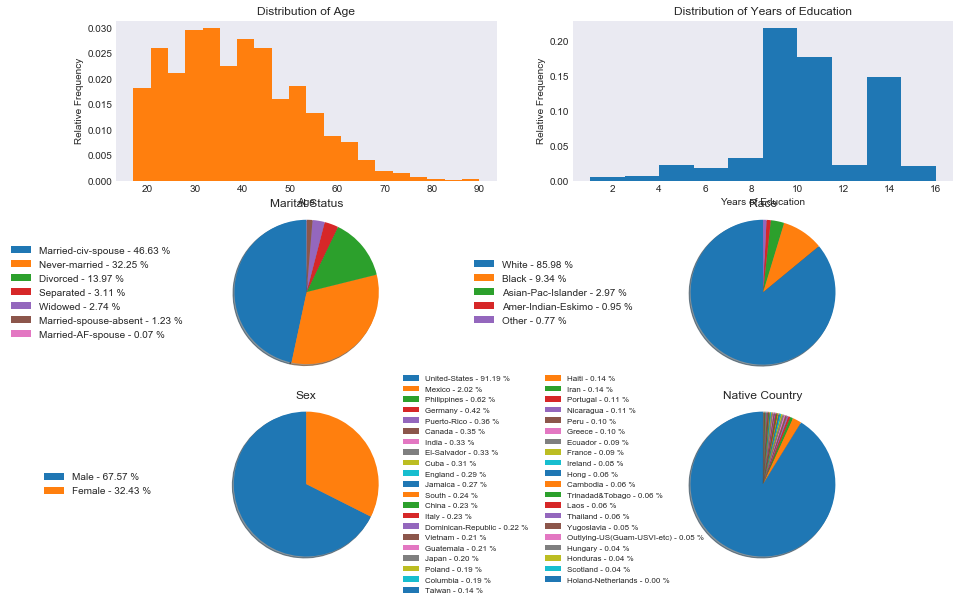 Distribution of Age
0.030
0.025
0.020
0.015
0.010
0.005
0.000
Relative Frequency
20 30 40 50 60 70 80 90
Age
Distribution of Years of Education
0.20
0.15
0.10
0.05
0.00
Relative Frequency
2 4 6 8 10 12 14 16
Years of Education
Marital Status
Married-civ-spouse - 46.63 %
Never-married - 32.25 %
Divorced - 13.97 %
Separated - 3.11 %
Widowed - 2.74 %
Married-spouse-absent - 1.23 %
Married-AF-spouse - 0.07 %
Race
White - 85.98 %
Black - 9.34 %
Asian-Pac-Islander - 2.97 %
Amer-Indian-Eskimo - 0.95 %
Other - 0.77 %
Sex
Male - 67.57 %
Female - 32.43 %
Native Country
United-States - 91.19 %
Mexico - 2.02 %
Philippines - 0.62 %
Germany - 0.42 %
Puerto-Rico - 0.36 %
Canada - 0.35 %
India - 0.33 %
El-Salvador - 0.33 %
Cuba - 0.31 %
England - 0.29 %
Jamaica - 0.27 %
South - 0.24 %
China - 0.23 %
Italy - 0.23 %
Dominican-Republic - 0.22 %
Vietnam - 0.21 %
Guatemala - 0.21 %
Japan - 0.20 %
Poland - 0.19 %
Columbia - 0.19 %
Taiwan - 0.14 %
Haiti - 0.14 %
Iran - 0.14 %
Portugal - 0.11 %
Nicaragua - 0.11 %
Peru - 0.10 %
Greece - 0.10 %
Ecuador - 0.09 %
France - 0.09 %
Ireland - 0.08 %
Hong - 0.06 %
Cambodia - 0.06 %
Trinadad&Tobago - 0.06 %
Laos - 0.06 %
Thailand - 0.06 %
Yugoslavia - 0.05 %
Outlying-US(Guam-USVI-etc) - 0.05 %
Hungary - 0.04 %
Honduras - 0.04 %
Scotland - 0.04 %
Holand-Netherlands - 0.00 %